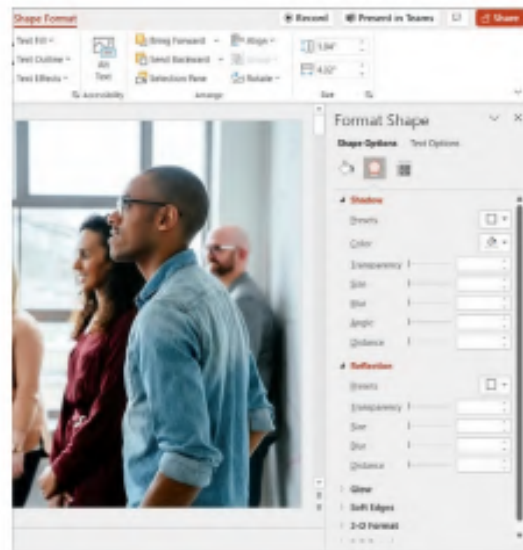 Shape Format
Record
Present in Teams
Share
Text Fill
Text Outline
Text Effects
Alt
Text
Bring Forward
Send Backward
Selection Pane
Align
Group
Rotate
1.04"
4.02"
Accessibility
Arrange
Size
Format Shape
Shape Options
Text Options
Shadow
Presets
Color
Transparency
Size
Blur
Angle
Distance
Reflection
Presets
Transparency
Size
Blur
Distance
Glow
Soft Edges
3-D Format